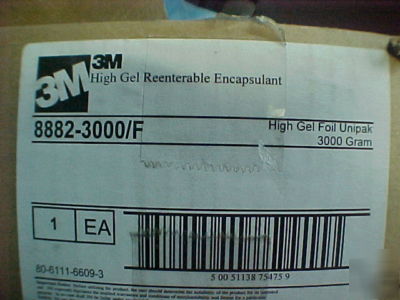 3M
3M
High Gel Reenterable Encapsulant
8882-3000/F
High Gel Foil Unipak
3000 Gram
1 EA
5 00 51138 75475 9
80-6111-6609-3